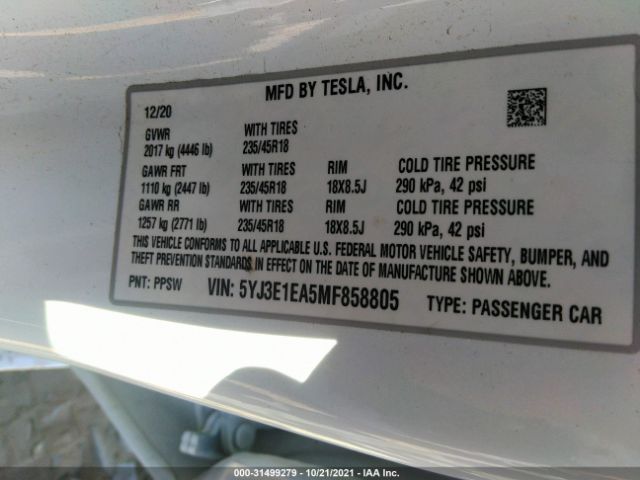 MFD BY TESLA, INC.
12/20
GVWR WITH TIRES
2017 kg (4446 lb) 235/45R18
GAWR FRT WITH TIRES RIM COLD TIRE PRESSURE
1110 kg (2447 lb) 235/45R18 18X8.5J 290 kPa, 42 psi
GAWR RR WITH TIRES RIM COLD TIRE PRESSURE
1257 kg (2771 lb) 235/45R18 18X8.5J 290 kPa, 42 psi
THIS VEHICLE CONFORMS TO ALL APPLICABLE U.S. FEDERAL MOTOR VEHICLE SAFETY, BUMPER, AND
THEFT PREVENTION STANDARDS IN EFFECT ON THE DATE OF MANUFACTURE SHOWN ABOVE.
PNT: PPSW VIN: 5YJ3E1EA5MF858805 TYPE: PASSENGER CAR
000-31499279 - 10/21/2021 - IAA Inc.